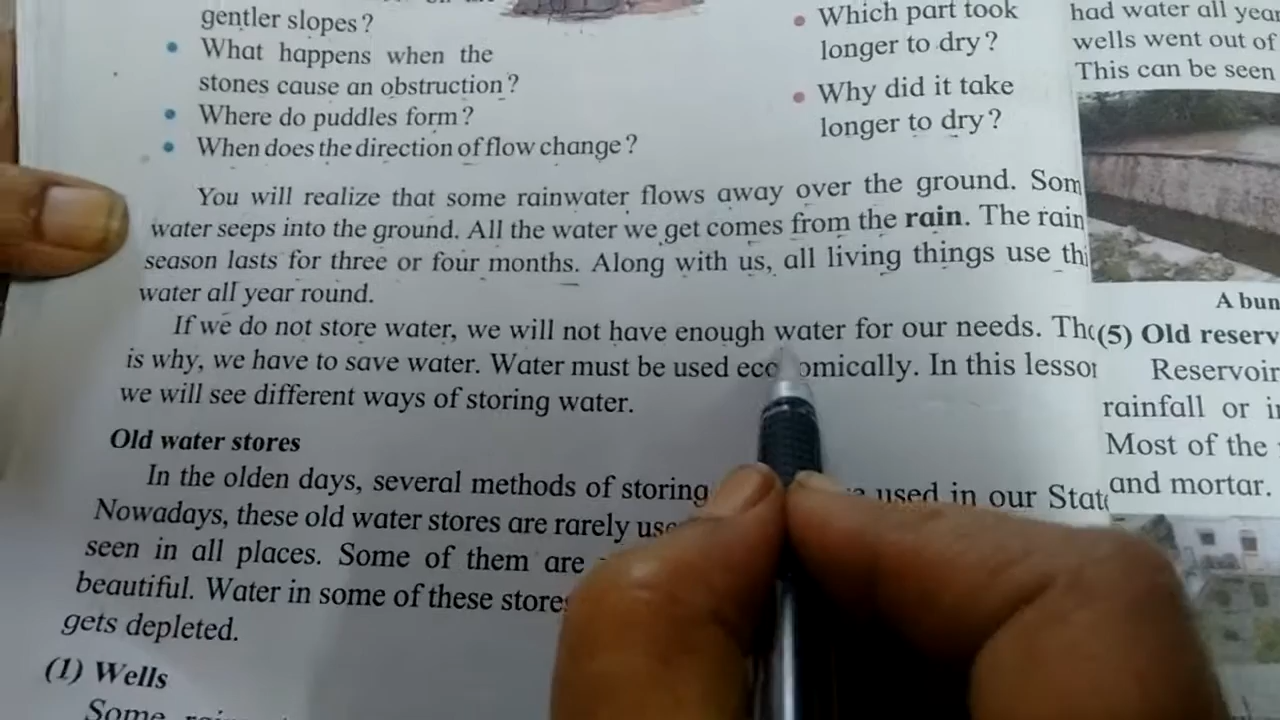 gentler slopes?
• What happens when the
stones cause an obstruction?
• Where do puddles form?
• When does the direction of flow change?
• Which part took
longer to dry?
• Why did it take
longer to dry?
You will realize that some rainwater flows away over the ground. Som
water seeps into the ground. All the water we get comes from the rain. The rain
season lasts for three or four months. Along with us, all living things use thi
water all year round.
If we do not store water, we will not have enough water for our needs. Tha
is why, we have to save water. Water must be used economically. In this lesson
we will see different ways of storing water.
Old water stores
In the olden days, several methods of storing used in our State
Nowadays, these old water stores are rarely use
seen in all places. Some of them are
beautiful. Water in some of these stores
gets depleted.
(1) Wells
Some
had water all year
wells went out of
This can be seen
A bun
(5) Old reserv
Reservoir
rainfall or i
Most of the
and mortar.